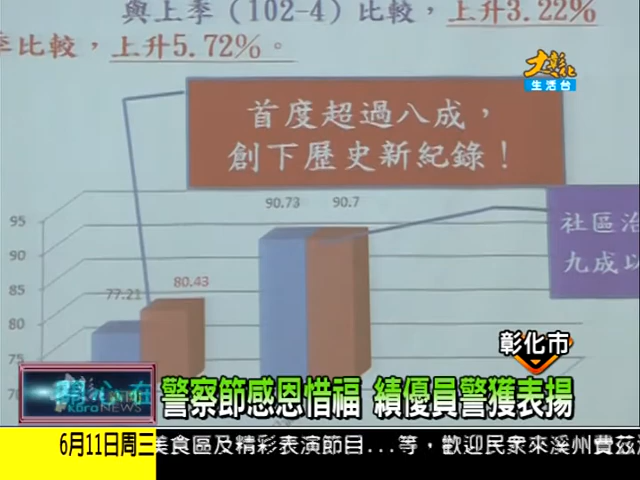 與上季（102-4）比較，上升3.22%
季比較，上升5.72%。
大彰化
生活台
首度超過八成，
創下歷史新紀錄！
90.73 90.7
社區治
九成以
95
90
85
80
75
77.21 80.43
彰化市
開心在
NEWS
警察節感恩惜福 績優員警獲表揚
6月11日周三
美食區及精彩表演節目...等，歡迎民眾來溪州費茲